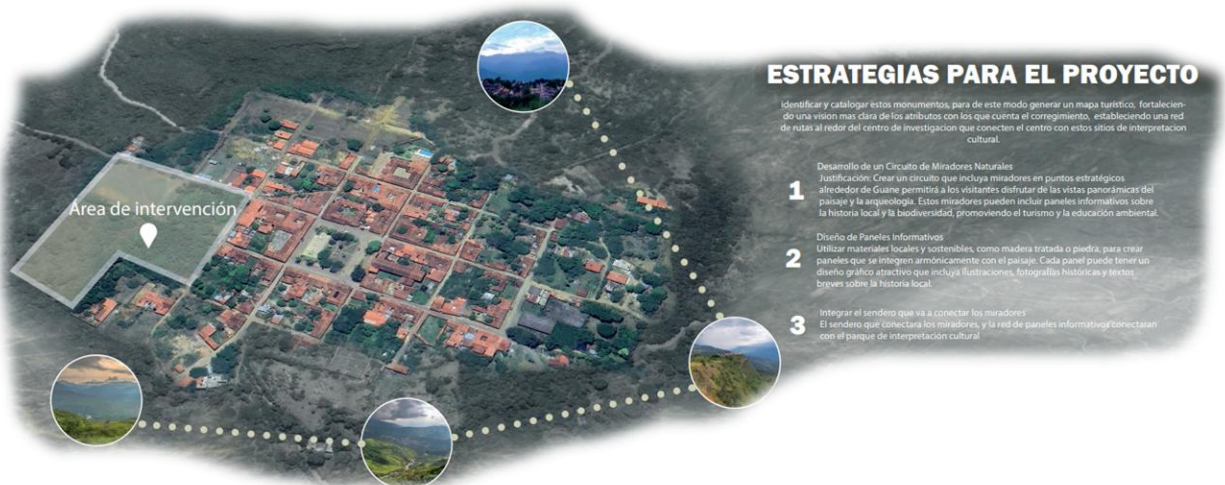 ESTRATEGIAS PARA EL PROYECTO
Identificar y catalogar estos monumentos, para de este modo generar un mapa turístico, fortalecien-
do una vision mas clara de los atributos con los que cuenta el corregimiento, estableciendo una red
de rutas al redor del centro de investigacion que conecten el centro con estos sitios de interpretacion
cultural.
Área de intervención
1
Desarrollo de un Circuito de Miradores Naturales
Justificación: Crear un circuito que incluya miradores en puntos estratégicos
alrededor de Guane permitirá a los visitantes disfrutar de las vistas panorámicas del
paisaje y la arqueología. Estos miradores pueden incluir paneles informativos sobre
la historia local y la biodiversidad, promoviendo el turismo y la educación ambiental.
2
Diseño de Paneles Informativos
Utilizar materiales locales y sostenibles, como madera tratada o piedra, para crear
paneles que se integren armónicamente con el paisaje. Cada panel puede tener un
diseño gráfico atractivo que incluya ilustraciones, fotografías históricas y textos
breves sobre la historia local.
3
Integrar el sendero que va a conectar los miradores
El sendero que conectara los miradores, y la red de paneles informativos conectaran
con el parque de interpretación cultural